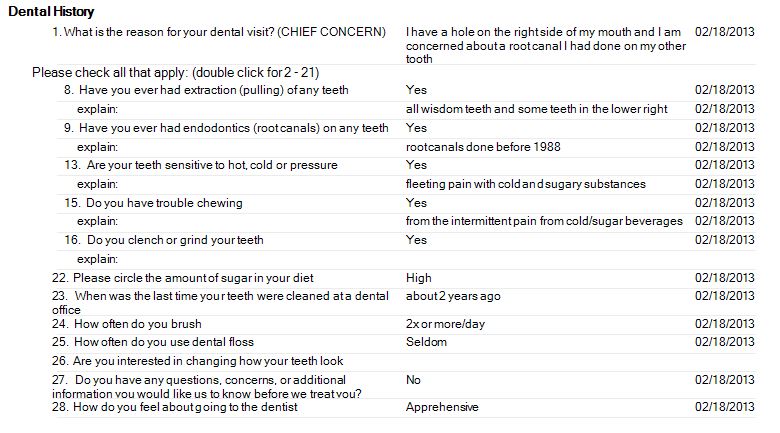 Dental History
1. What is the reason for your dental visit? (CHIEF CONCERN) I have a hole on the right side of my mouth and I am 02/18/2013
concerned about a root canal I had done on my other
tooth
Please check all that apply: (double click for 2 - 21)
8. Have you ever had extraction (pulling) of any teeth Yes 02/18/2013
explain: all wisdom teeth and some teeth in the lower right 02/18/2013
9. Have you ever had endodontics (root canals) on any teeth Yes 02/18/2013
explain: rootcanals done before 1988 02/18/2013
13. Are your teeth sensitive to hot, cold or pressure Yes 02/18/2013
explain: fleeting pain with cold and sugary substances 02/18/2013
15. Do you have trouble chewing Yes 02/18/2013
explain: from the intermittent pain from cold/sugar beverages 02/18/2013
16. Do you clench or grind your teeth Yes 02/18/2013
explain:
22. Please circle the amount of sugar in your diet High 02/18/2013
23. When was the last time your teeth were cleaned at a dental about 2 years ago 02/18/2013
office
24. How often do you brush 2x or more/day 02/18/2013
25. How often do you use dental floss Seldom 02/18/2013
26. Are you interested in changing how your teeth look
27. Do you have any questions, concerns, or additional No 02/18/2013
information you would like us to know before we treat you?
28. How do you feel about going to the dentist Apprehensive 02/18/2013